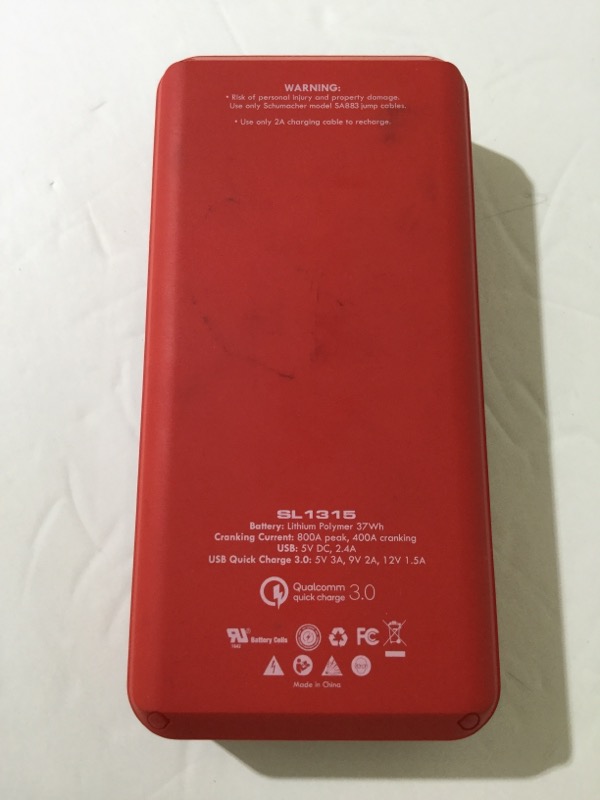 WARNING:
• Risk of personal injury and property damage.
Use only Schumacher model SA883 jump cables.
• Use only 2A charging cable to recharge.
SL1315
Battery: Lithium Polymer 37Wh
Cranking Current: 800A peak, 400A cranking
USB: 5V DC, 2.4A
USB Quick Charge 3.0: 5V 3A, 9V 2A, 12V 1.5A
Qualcomm
quick charge 3.0
Battery Cells
FC
Made in China